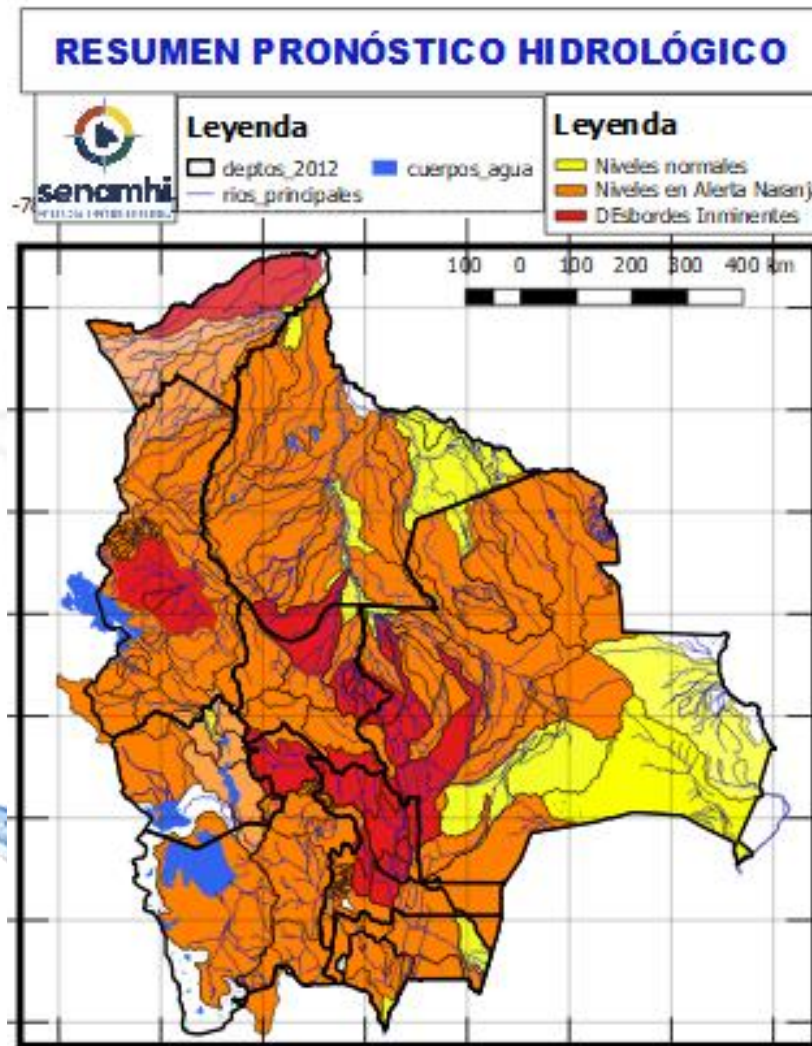 RESUMEN PRONÓSTICO HIDROLÓGICO
senamhi
Leyenda
deptos_2012
cuerpos_agua
rios_principales
Leyenda
Niveles normales
Niveles en Alerta Naranj
DEsbordes Inminentes
100 0 100 200 300 400 km